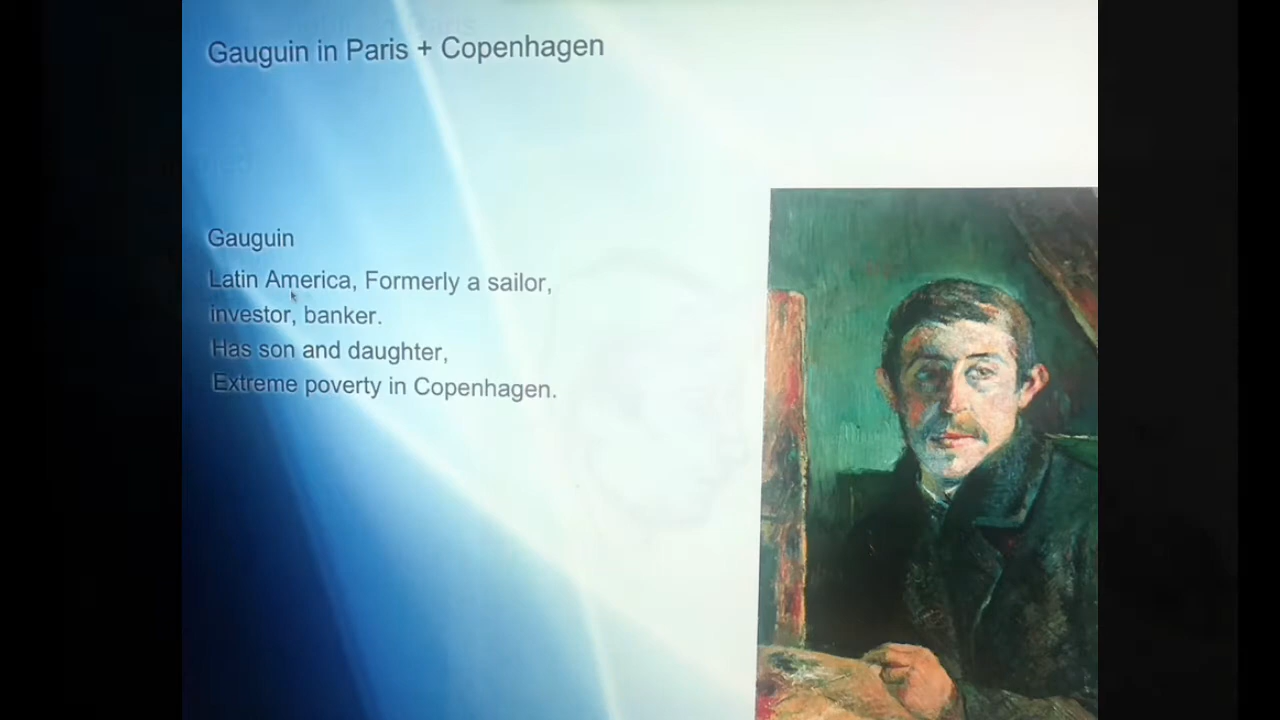 Gauguin in Paris + Copenhagen
Gauguin
Latin America, Formerly a sailor,
investor, banker.
Has son and daughter,
Extreme poverty in Copenhagen.